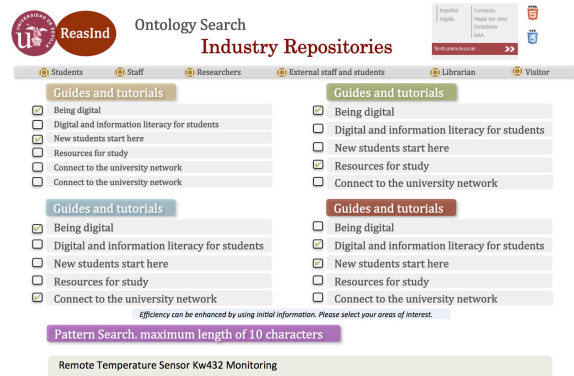 UNIVERSIDAD DE SEVILLA
ReasInd
Ontology Search
Industry Repositories
Español
Inglés
Contacto
Mapa del sitio
Directorio
AAA
Texto para buscar...
Students
Staff
Researchers
External staff and students
Librarian
Visitor
Guides and tutorials
Being digital
Digital and information literacy for students
New students start here
Resources for study
Connect to the university network
Connect to the university network
Guides and tutorials
Being digital
Digital and information literacy for students
New students start here
Resources for study
Connect to the university network
Guides and tutorials
Being digital
Digital and information literacy for students
New students start here
Resources for study
Connect to the university network
Guides and tutorials
Being digital
Digital and information literacy for students
New students start here
Resources for study
Connect to the university network
Efficiency can be enhanced by using initial information. Please select your areas of interest.
Pattern Search. maximum length of 10 characters
Remote Temperature Sensor Kw432 Monitoring